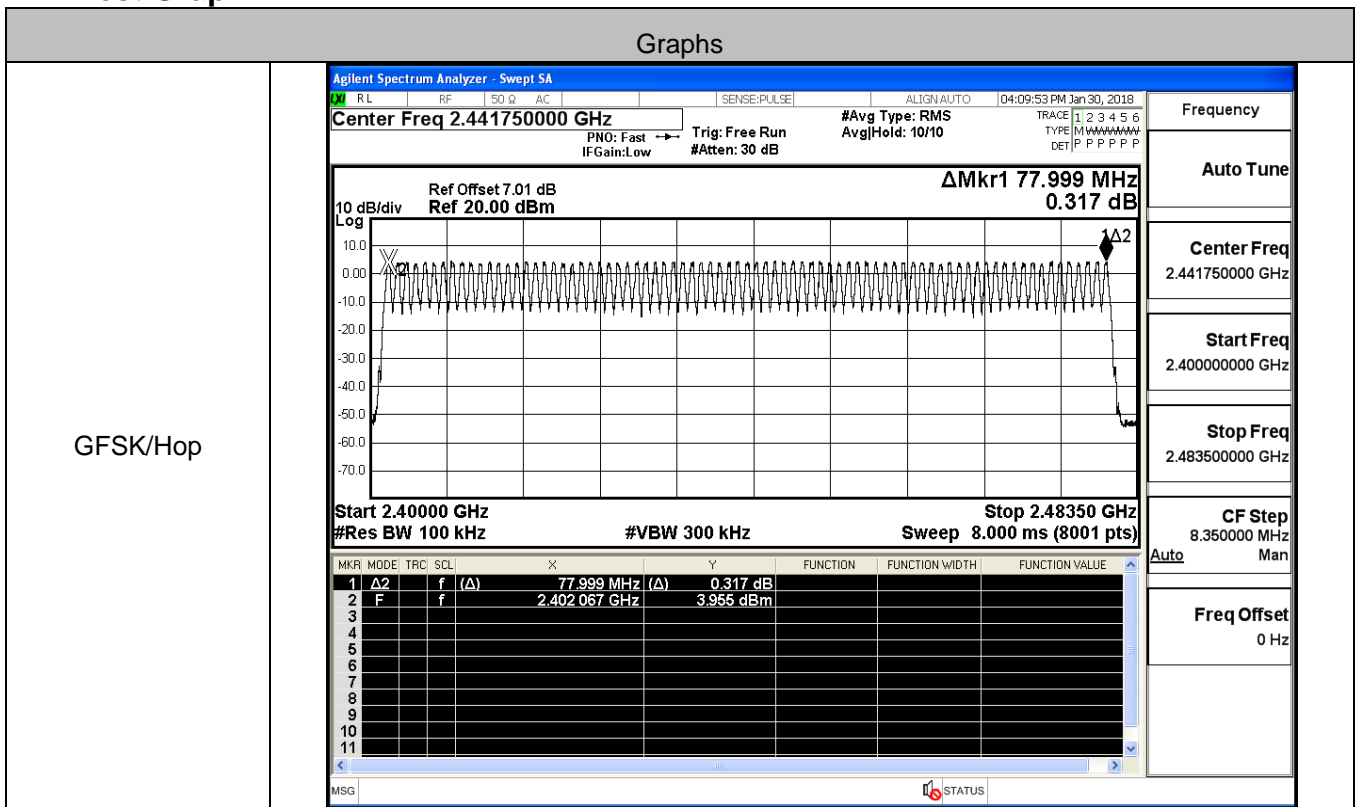 Graphs
GFSK/Hop
Agilent Spectrum Analyzer - Swept SA
LXI RL RF 50 Ω AC SENSE:PULSE ALIGN AUTO 04:09:53 PM Jan 30, 2018
Center Freq 2.441750000 GHz
PNO: Fast
IFGain:Low
Trig: Free Run
#Atten: 30 dB
#Avg Type: RMS
Avg|Hold: 10/10
TRACE 1 2 3 4 5 6
TYPE M WWWWW
DET P P P P P P
Ref Offset 7.01 dB
10 dB/div Ref 20.00 dBm
Log
ΔMkr1 77.999 MHz
0.317 dB
1Δ2
2
10.0
0.00
-10.0
-20.0
-30.0
-40.0
-50.0
-60.0
-70.0
Start 2.40000 GHz Stop 2.48350 GHz
#Res BW 100 kHz #VBW 300 kHz Sweep 8.000 ms (8001 pts)
MKR MODE TRC SCL X Y FUNCTION FUNCTION WIDTH FUNCTION VALUE
1 Δ2 f (Δ) 77.999 MHz (Δ) 0.317 dB
2 F f 2.402 067 GHz 3.955 dBm
3
4
5
6
7
8
9
10
11
MSG STATUS
Frequency
Auto Tune
Center Freq
2.441750000 GHz
Start Freq
2.400000000 GHz
Stop Freq
2.483500000 GHz
CF Step
8.350000 MHz
Auto Man
Freq Offset
0 Hz